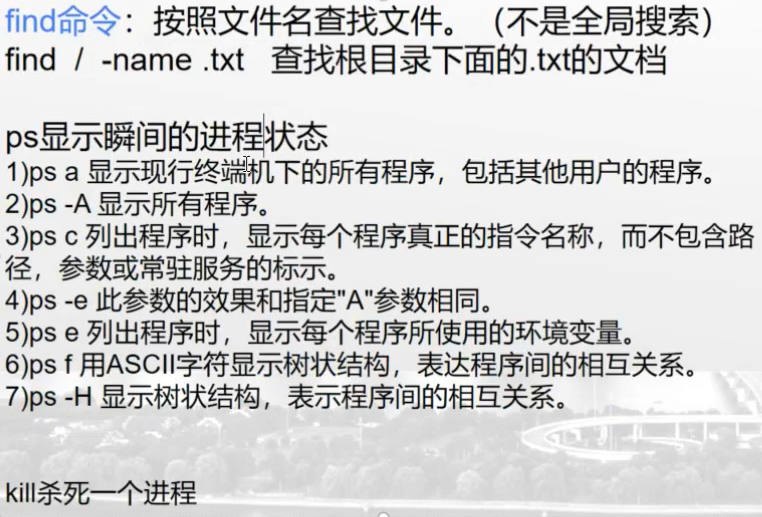 find命令：按照文件名查找文件。（不是全局搜索）
find / -name .txt 查找根目录下面的.txt的文档
ps显示瞬间的进程状态
1)ps a 显示现行终端机下的所有程序，包括其他用户的程序。
2)ps -A 显示所有程序。
3)ps c 列出程序时，显示每个程序真正的指令名称，而不包含路
径，参数或常驻服务的标示。
4)ps -e 此参数的效果和指定"A"参数相同。
5)ps e 列出程序时，显示每个程序所使用的环境变量。
6)ps f 用ASCII字符显示树状结构，表达程序间的相互关系。
7)ps -H 显示树状结构，表示程序间的相互关系。
kill杀死一个进程